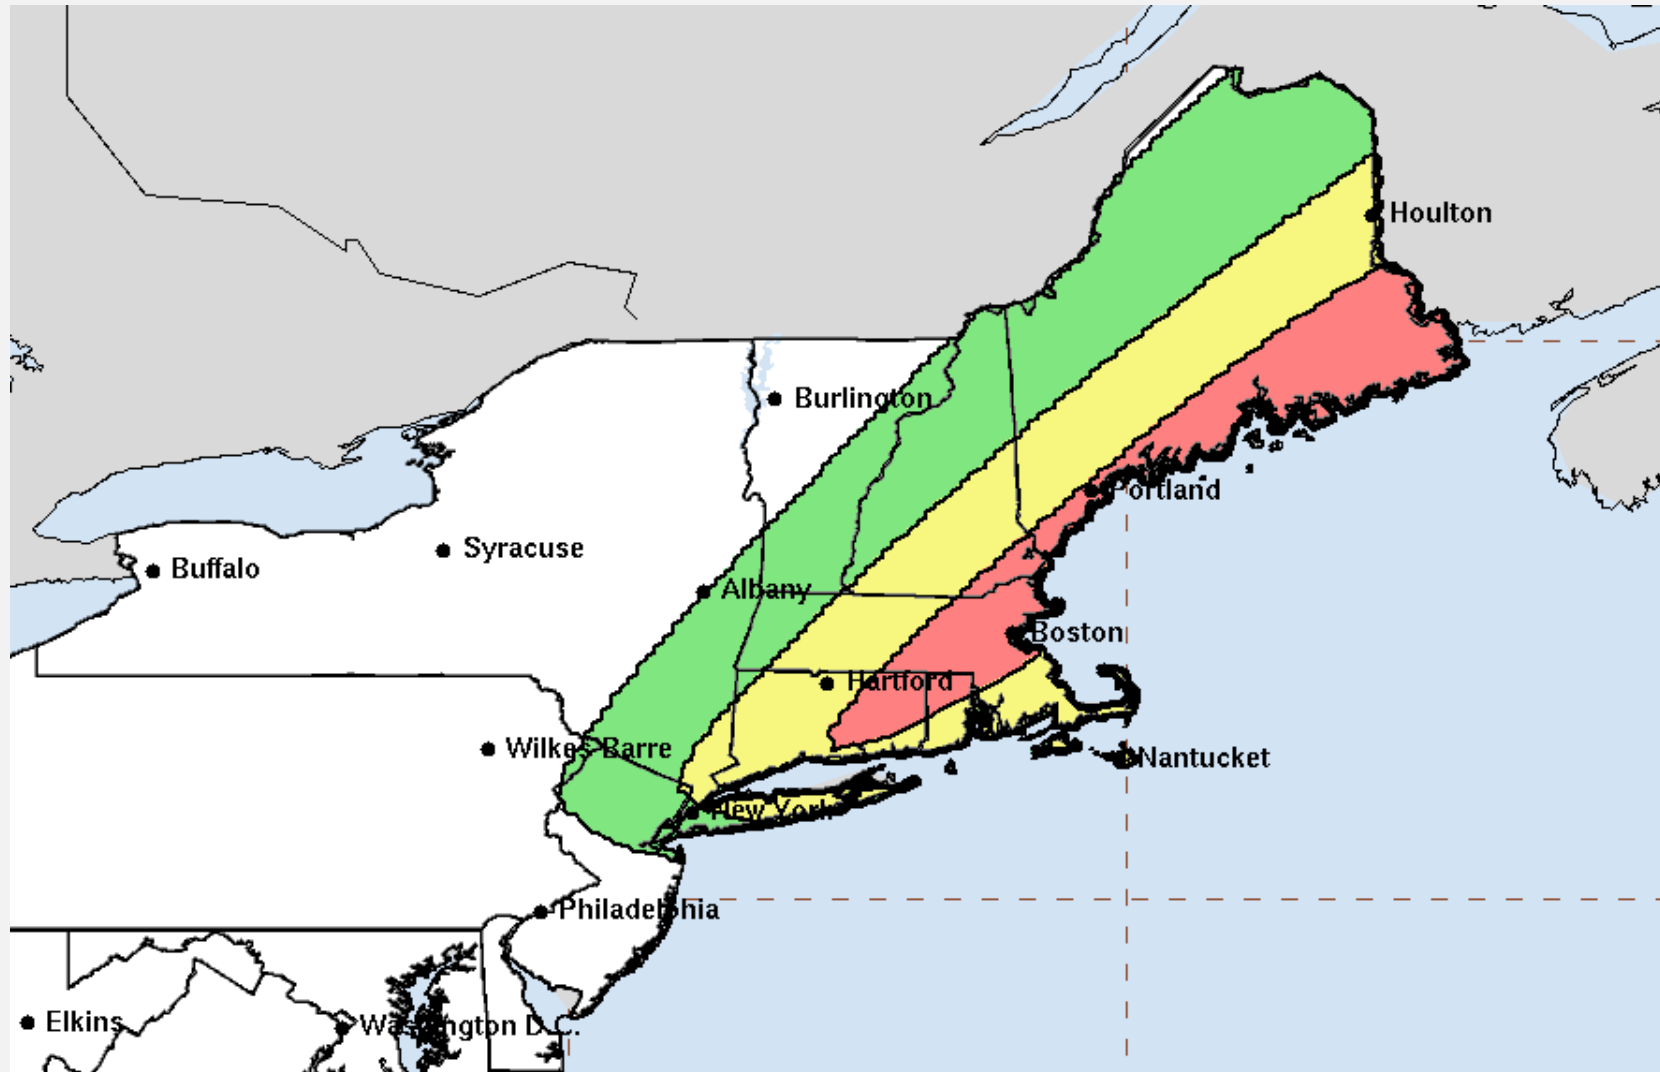 Houlton
Burlington
Portland
Syracuse
Buffalo
Albany
Boston
Hartford
Wilkes Barre
Nantucket
New York
Philadelphia
Elkins
Washington D.C.